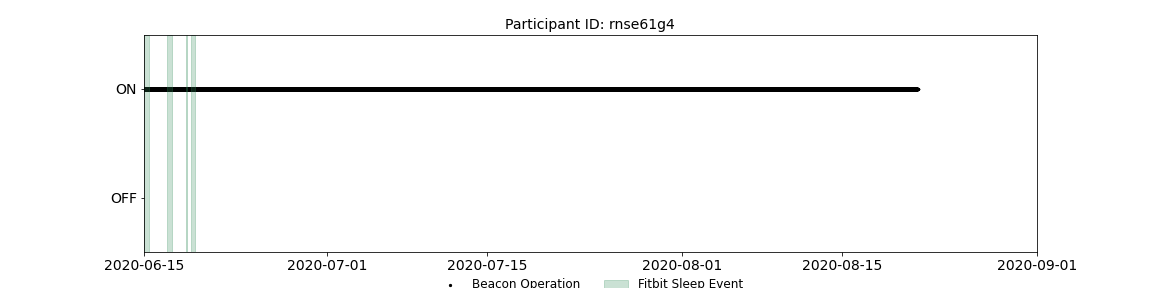 Participant ID: rnse61g4
ON
OFF
2020-06-15 2020-07-01 2020-07-15 2020-08-01 2020-08-15 2020-09-01
Beacon Operation Fitbit Sleep Event